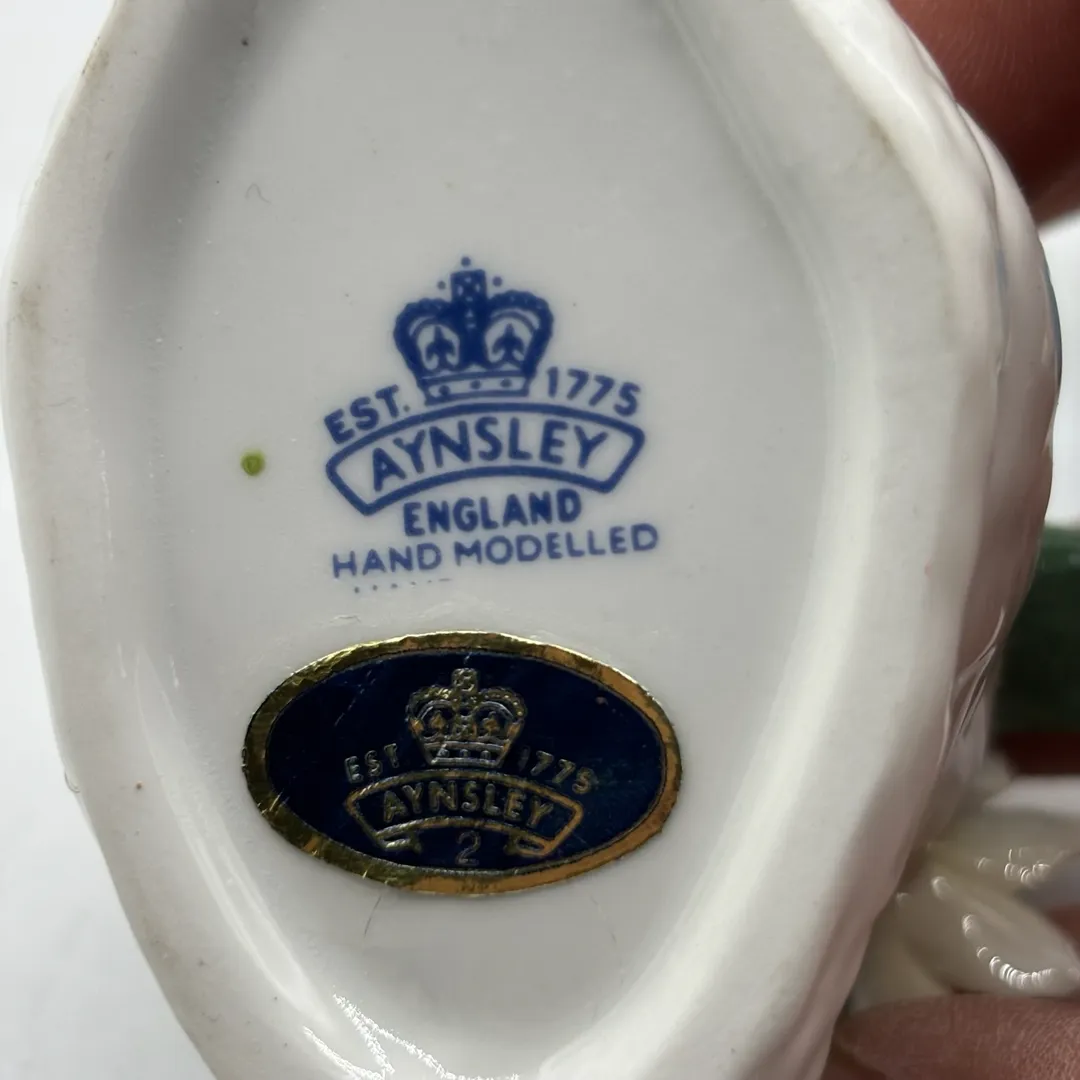 EST. 1775
AYNSLEY
ENGLAND
HAND MODELLED
EST 1775
AYNSLEY
2